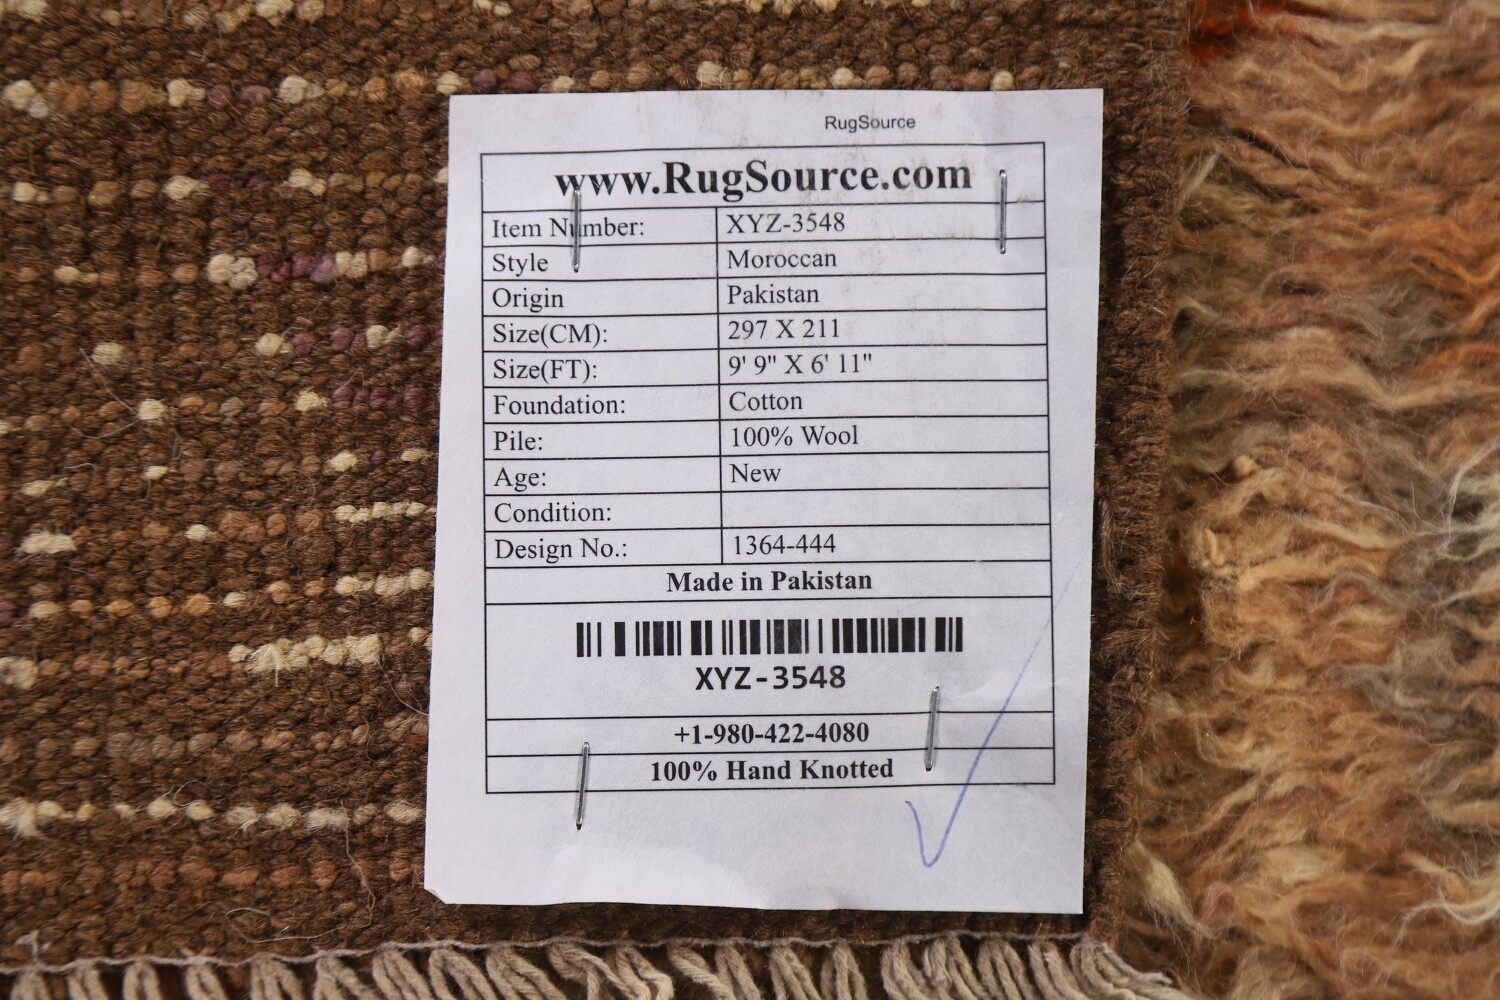 RugSource
www.RugSource.com
Item Number: XYZ-3548
Style Moroccan
Origin Pakistan
Size(CM): 297 X 211
Size(FT): 9' 9" X 6' 11"
Foundation: Cotton
Pile: 100% Wool
Age: New
Condition:
Design No.: 1364-444
Made in Pakistan
XYZ-3548
+1-980-422-4080
100% Hand Knotted